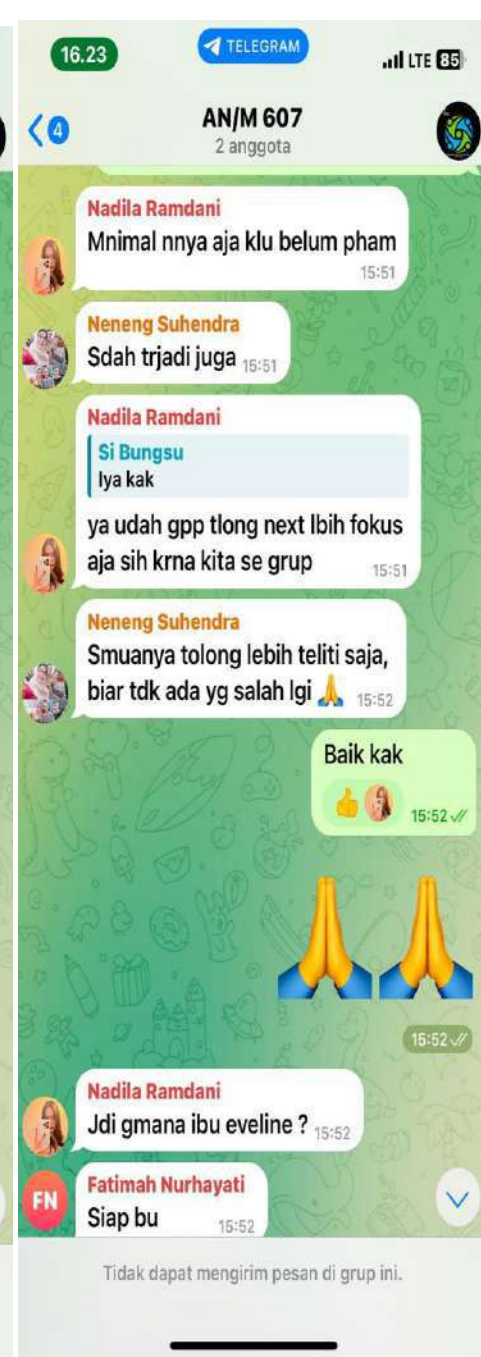 16.23
TELEGRAM
LTE 85
4
AN/M 607
2 anggota
Nadila Ramdani
Mnimal nnya aja klu belum pham
15:51
Neneng Suhendra
Sdah trjadi juga 15:51
Nadila Ramdani
Si Bungsu
Iya kak
ya udah gpp tlong next lbih fokus
aja sih krna kita se grup 15:51
Neneng Suhendra
Smuanya tolong lebih teliti saja,
biar tdk ada yg salah lgi 🙏 15:52
Baik kak
👍 15:52
🙏🙏
15:52
Nadila Ramdani
Jdi gmana ibu eveline ? 15:52
FN
Fatimah Nurhayati
Siap bu 15:52
Tidak dapat mengirim pesan di grup ini.